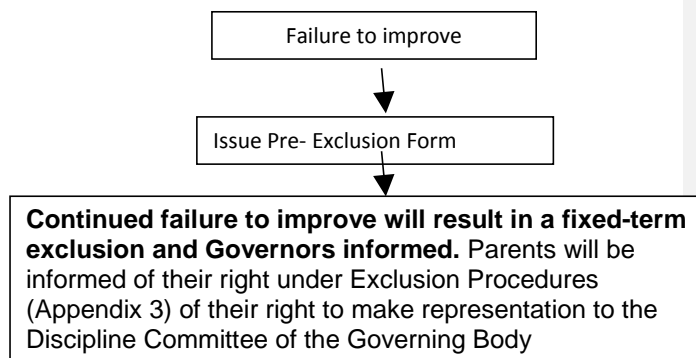 Failure to improve
Issue Pre- Exclusion Form
Continued failure to improve will result in a fixed-term
exclusion and Governors informed. Parents will be
informed of their right under Exclusion Procedures
(Appendix 3) of their right to make representation to the
Discipline Committee of the Governing Body